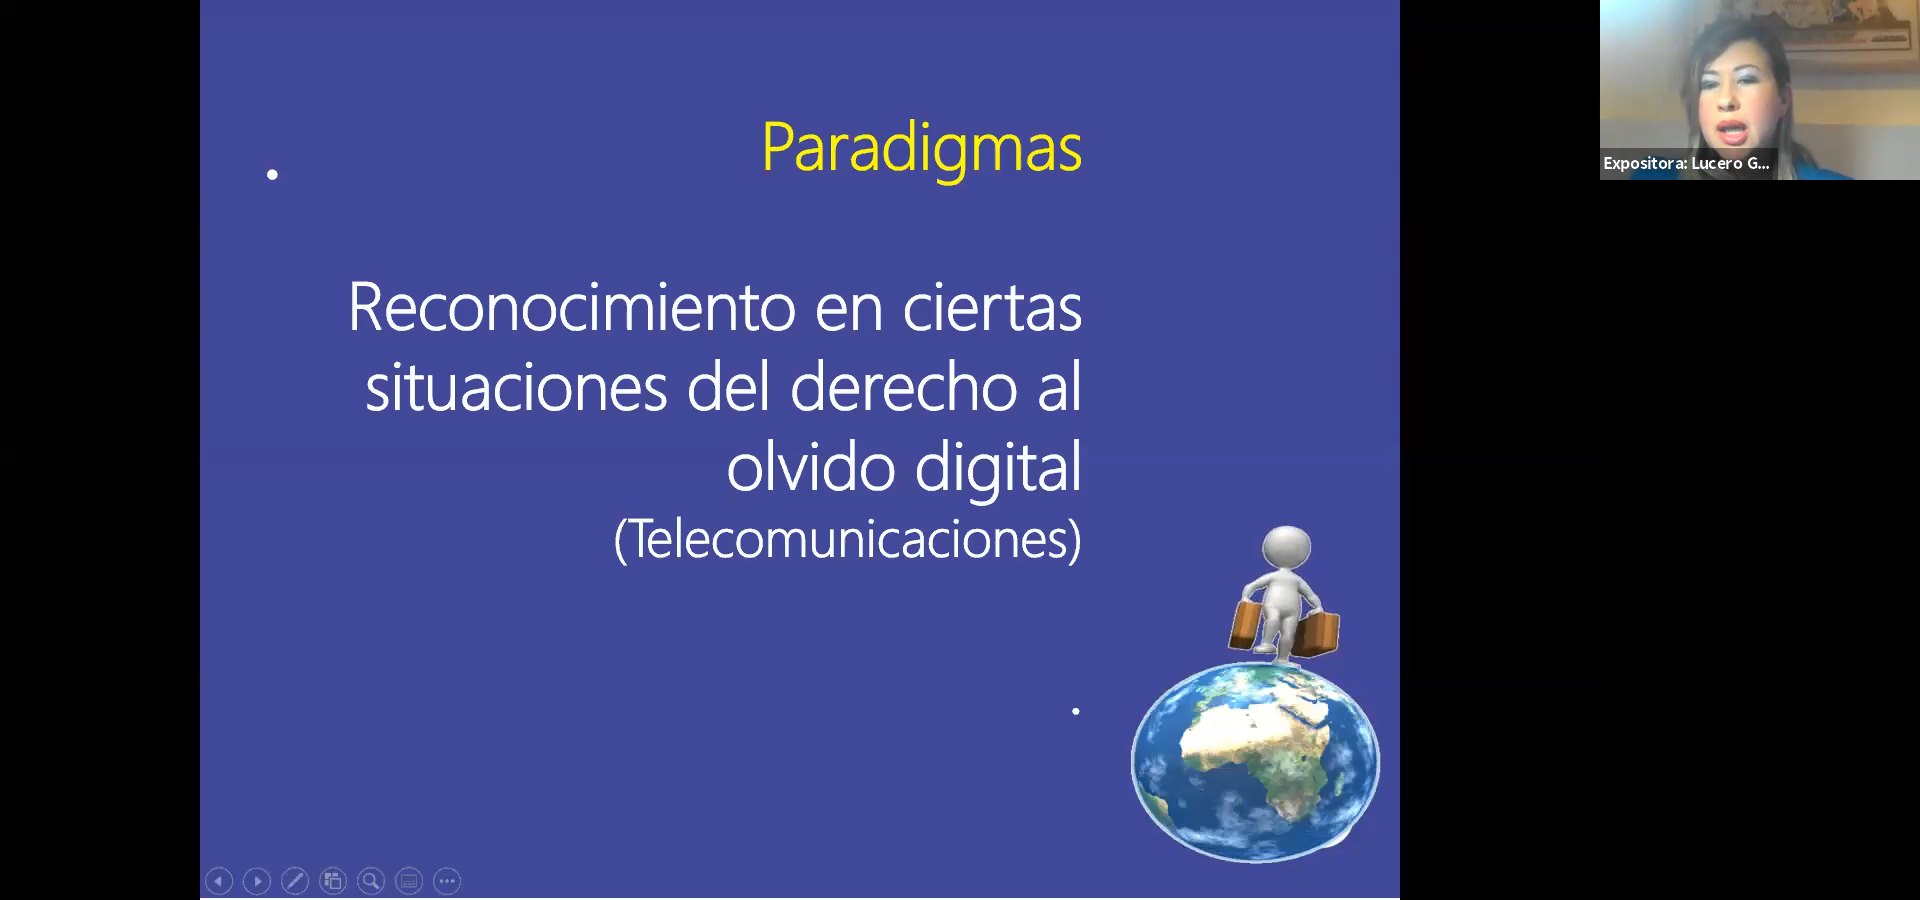 Paradigmas
Reconocimiento en ciertas
situaciones del derecho al
olvido digital
(Telecomunicaciones)
.
Expositora: Lucero G...